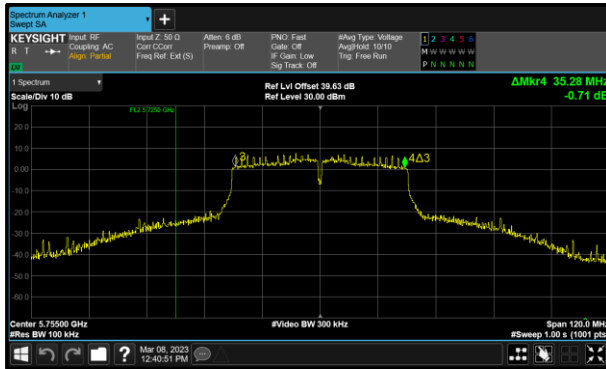 Spectrum Analyzer 1
Swept SA
KEYSIGHT Input: RF Input Z: 50 Ω Atten: 6 dB PNO: Fast #Avg Type: Voltage 1 2 3 4 5 6
R T Coupling: AC Corr CCorr Preamp: Off Gate: Off Avg|Hold: 10/10 M W W W W W
Align: Partial Freq Ref: Ext (S) IF Gain: Low Trig: Free Run
Sig Track: Off P N N N N N
1 Spectrum Ref Lvl Offset 39.63 dB ΔMkr4 35.28 MHz
Scale/Div 10 dB Ref Level 30.00 dBm -0.71 dB
Log
FL2 5.7250 GHz
20.0
10.0
3 4Δ3
0.00
-10.0
-20.0
-30.0
-40.0
-50.0
-60.0
Center 5.75500 GHz #Video BW 300 kHz Span 120.0 MHz
#Res BW 100 kHz #Sweep 1.00 s (1001 pts)
? Mar 08, 2023
12:40:51 PM